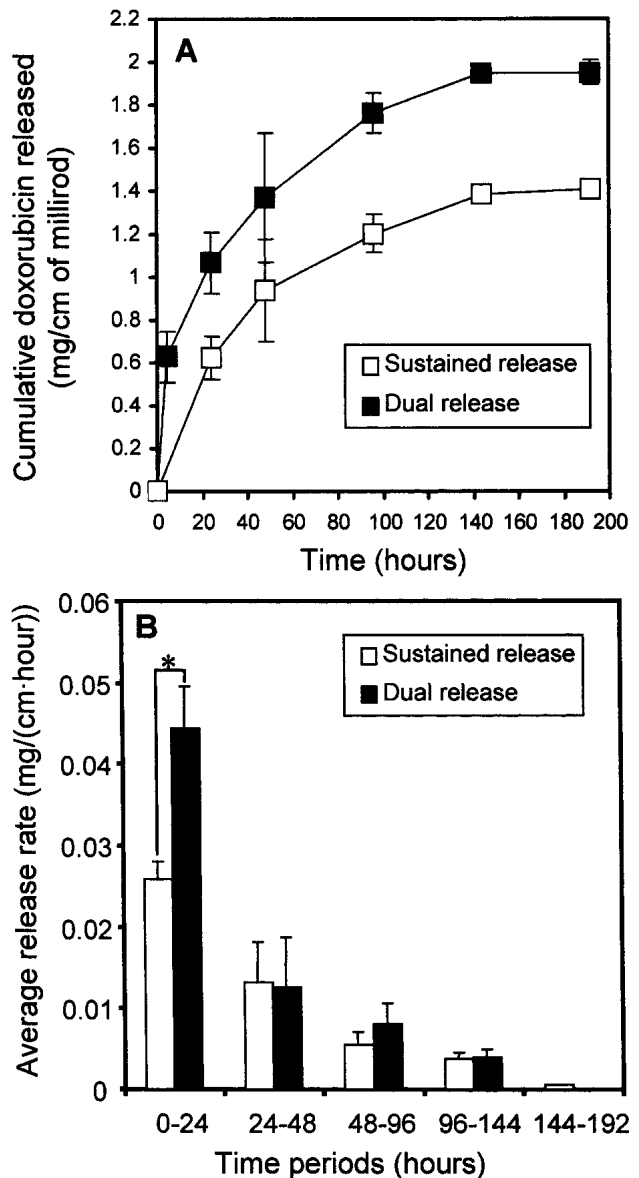 A
Cumulative doxorubicin released
(mg/cm of millirod)
2.2
2
1.8
1.6
1.4
1.2
1
0.8
0.6
0.4
0.2
0
0 20 40 60 80 100 120 140 160 180 200
Time (hours)
Sustained release
Dual release
B
Average release rate (mg/(cm·hour))
0.06
0.05
0.04
0.03
0.02
0.01
0
*
Sustained release
Dual release
0-24 24-48 48-96 96-144 144-192
Time periods (hours)